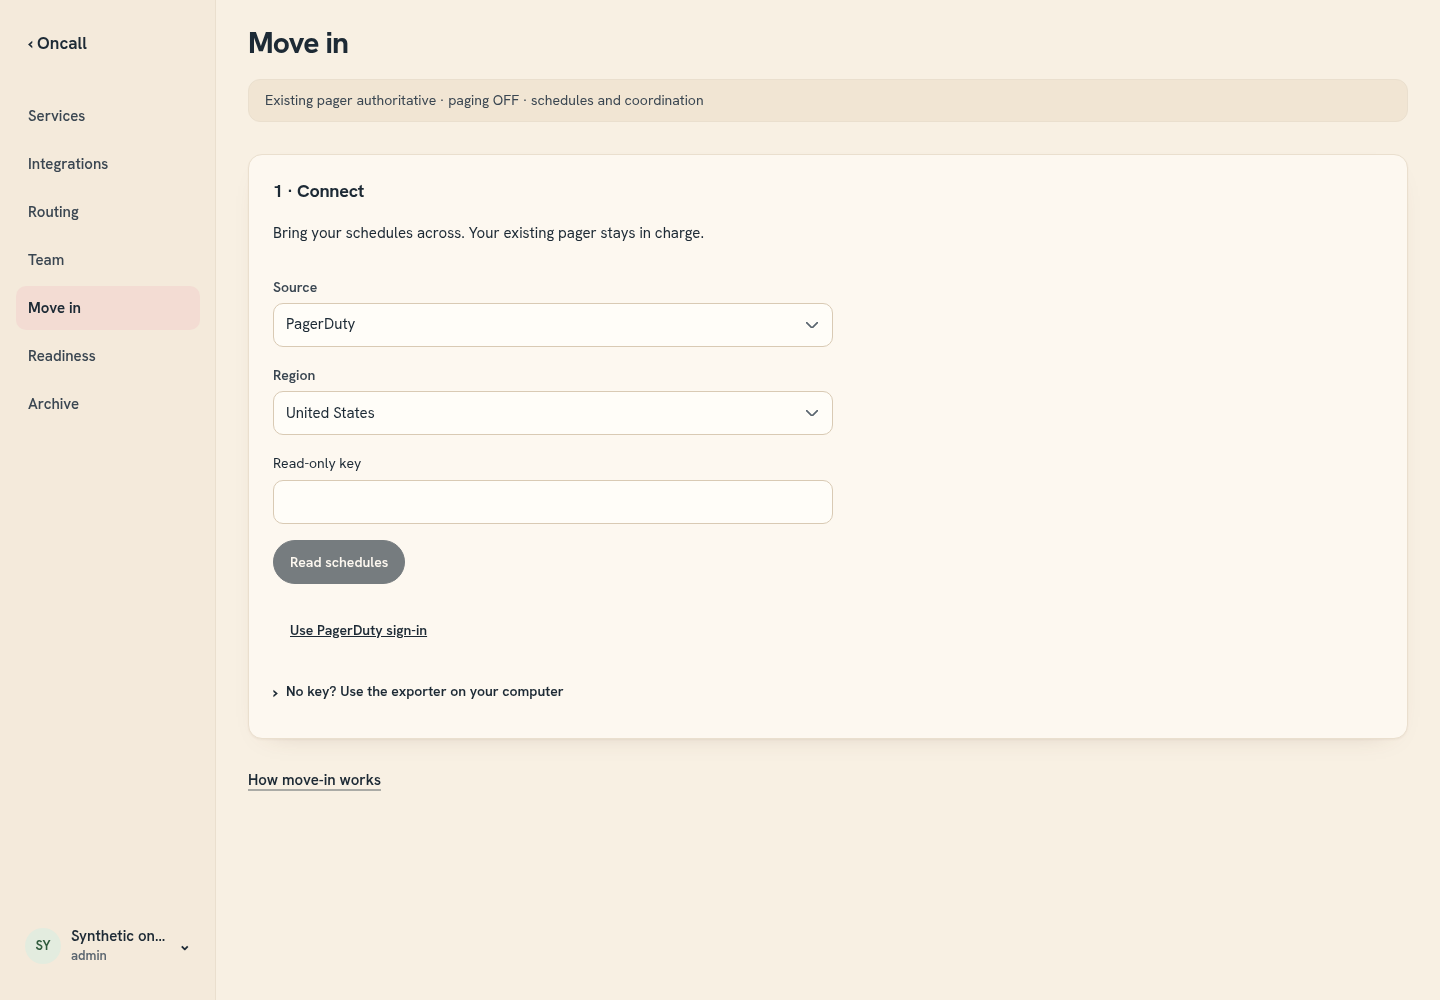 ‹ Oncall
Services
Integrations
Routing
Team
Move in
Readiness
Archive
SY
Synthetic on...
admin
Move in
Existing pager authoritative · paging OFF · schedules and coordination
1 · Connect
Bring your schedules across. Your existing pager stays in charge.
Source
PagerDuty
Region
United States
Read-only key
Read schedules
Use PagerDuty sign-in
› No key? Use the exporter on your computer
How move-in works